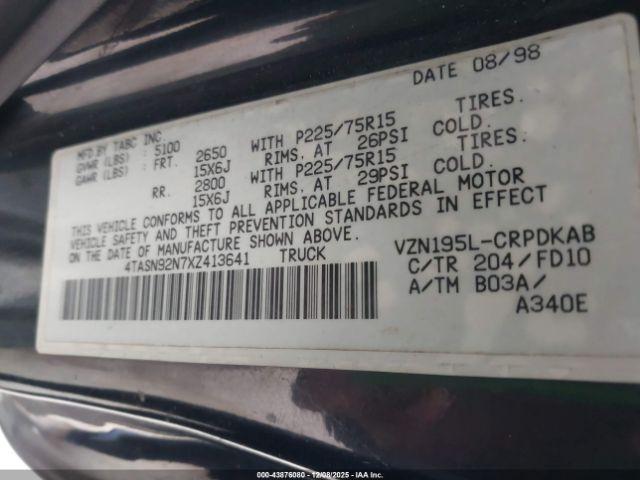 DATE 08/98
MFD.BY TABC INC.
GVWR (LBS) : 5100
GAWR (LBS) : FRT. 2650 WITH P225/75R15 TIRES.
15X6J RIMS. AT 26PSI COLD.
RR. 2800 WITH P225/75R15 TIRES.
15X6J RIMS. AT 29PSI COLD.
THIS VEHICLE CONFORMS TO ALL APPLICABLE FEDERAL MOTOR
VEHICLE SAFETY AND THEFT STANDARDS IN EFFECT
ON THE DATE OF MANUFACTURE SHOWN ABOVE.
4TASN92N7XZ413641 TRUCK
VZN195L-CRPDKAB
C/TR 204/FD10
A/TM B03A/
A340E
000-43876080 - 12/08/2025 - IAAI, Inc.